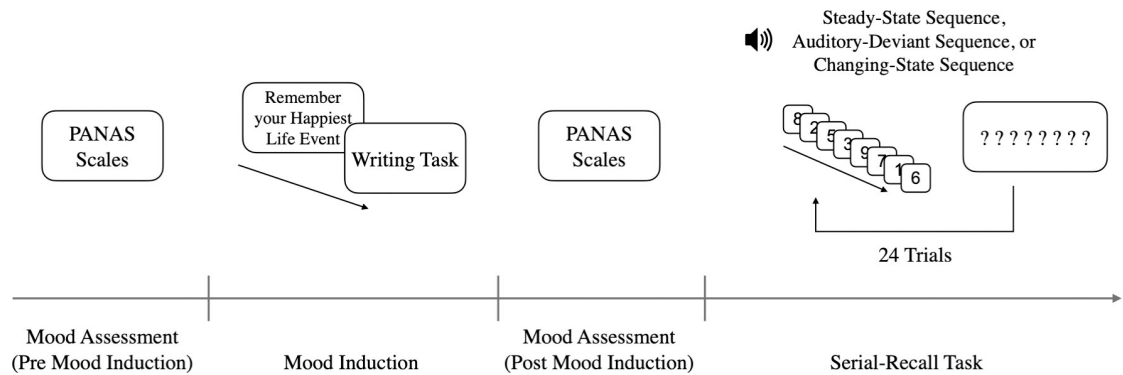 Steady-State Sequence,
Auditory-Deviant Sequence, or
Changing-State Sequence
PANAS
Scales
Remember
your Happiest
Life Event
Writing Task
PANAS
Scales
8
2
5
3
9
7
1
6
? ? ? ? ? ? ? ?
24 Trials
Mood Assessment
(Pre Mood Induction)
Mood Induction
Mood Assessment
(Post Mood Induction)
Serial-Recall Task